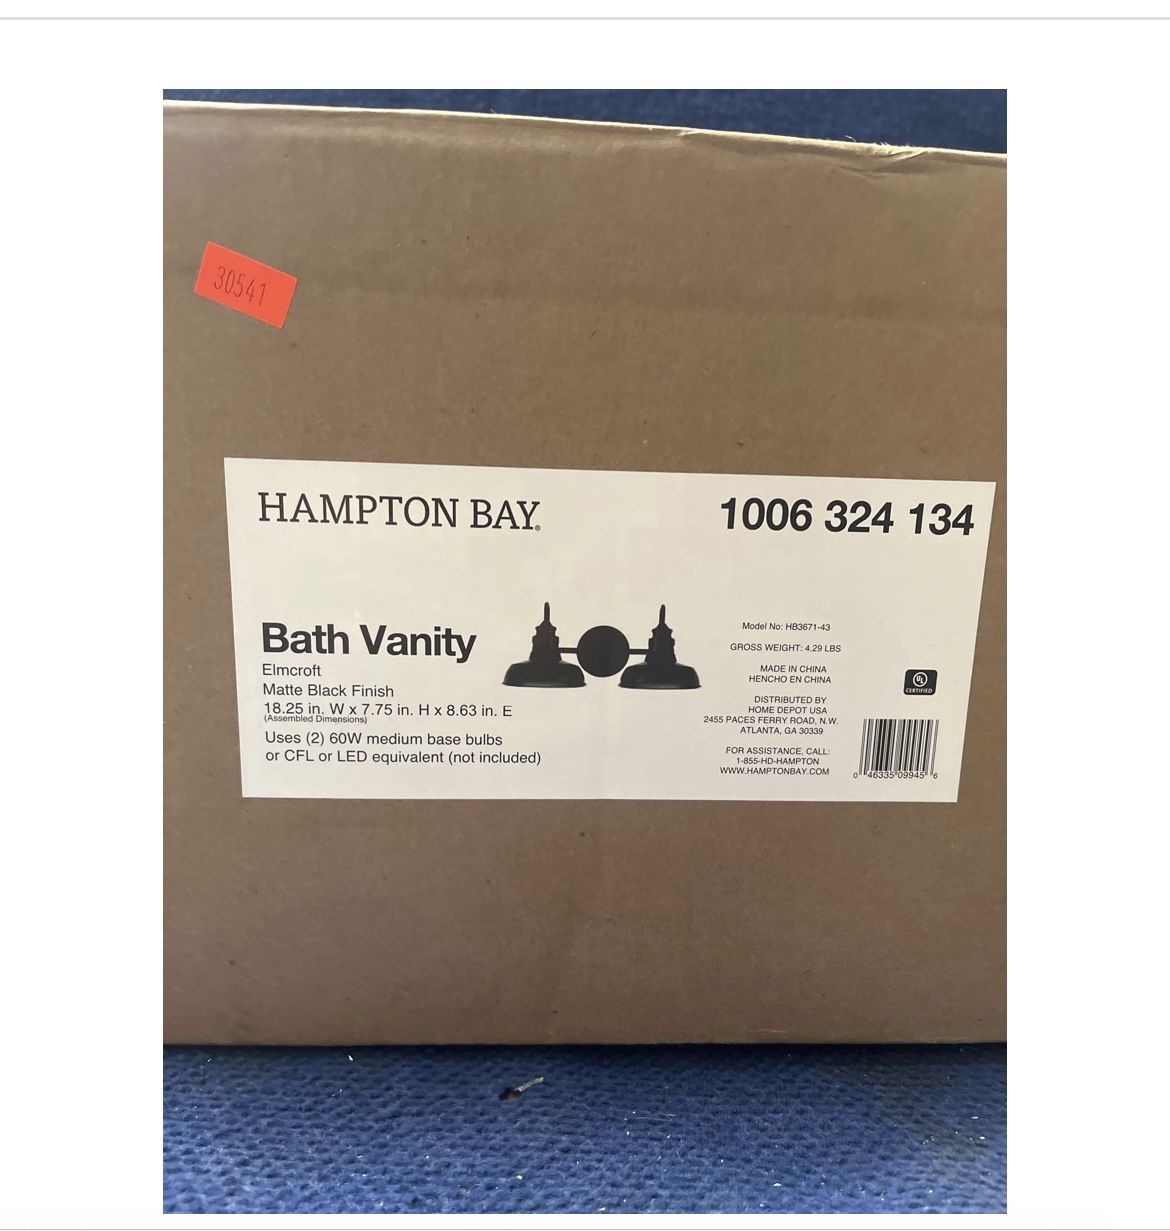 30541
HAMPTON BAY®
1006 324 134
Bath Vanity
Elmcroft
Matte Black Finish
18.25 in. W x 7.75 in. H x 8.63 in. E
(Assembled Dimensions)
Uses (2) 60W medium base bulbs
or CFL or LED equivalent (not included)
Model No: HB3671-43
GROSS WEIGHT: 4.29 LBS
MADE IN CHINA
HENCHO EN CHINA
DISTRIBUTED BY
HOME DEPOT USA
2455 PACES FERRY ROAD, N.W.
ATLANTA, GA 30339
FOR ASSISTANCE, CALL:
1-855-HD-HAMPTON
WWW.HAMPTONBAY.COM
UL
CERTIFIED
0 46335 09945 6